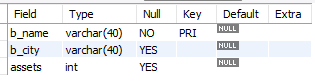 Field Type Null Key Default Extra
b_name varchar(40) NO PRI NULL
b_city varchar(40) YES NULL
assets int YES NULL